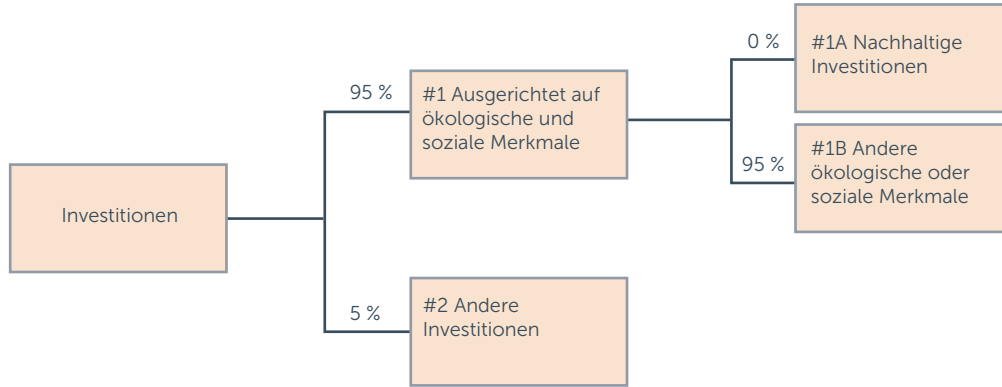 Investitionen
95 %
#1 Ausgerichtet auf
ökologische und
soziale Merkmale
5 %
#2 Andere
Investitionen
0 %
#1A Nachhaltige
Investitionen
95 %
#1B Andere
ökologische oder
soziale Merkmale